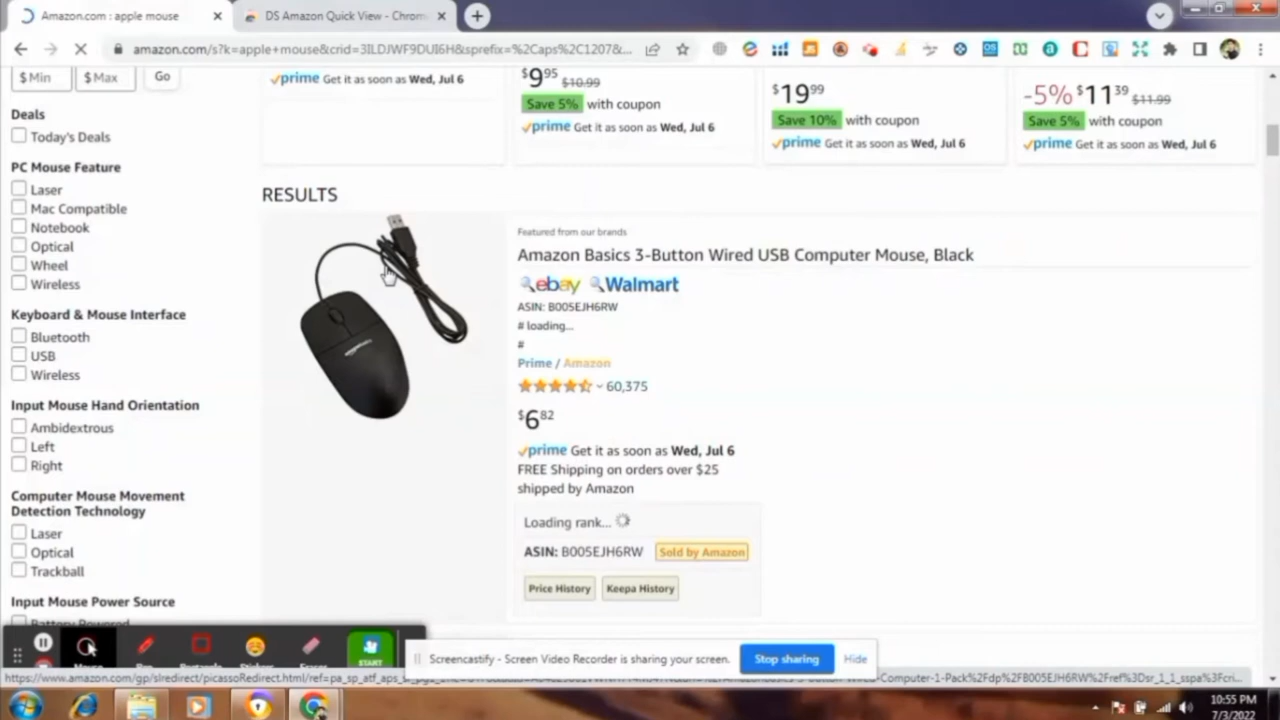 Amazon.com : apple mouse
DS Amazon Quick View - Chrom
amazon.com/s?k=apple+mouse&crid=3ILDJWF9DUI6H&sprefix=%2Caps%2C1207&...
$ Min $ Max Go
Deals
Today's Deals
PC Mouse Feature
Laser
Mac Compatible
Notebook
Optical
Wheel
Wireless
Keyboard & Mouse Interface
Bluetooth
USB
Wireless
Input Mouse Hand Orientation
Ambidextrous
Left
Right
Computer Mouse Movement
Detection Technology
Laser
Optical
Trackball
Input Mouse Power Source
Battery Powered
prime Get it as soon as Wed, Jul 6
$9 95 $10.99
Save 5% with coupon
prime Get it as soon as Wed, Jul 6
$19 99
Save 10% with coupon
prime Get it as soon as Wed, Jul 6
-5% $11 39 $11.99
Save 5% with coupon
prime Get it as soon as Wed, Jul 6
RESULTS
Featured from our brands
Amazon Basics 3-Button Wired USB Computer Mouse, Black
ebay Walmart
ASIN: B005EJH6RW
# loading...
#
Prime / Amazon
60,375
$6 82
prime Get it as soon as Wed, Jul 6
FREE Shipping on orders over $25
shipped by Amazon
Loading rank...
ASIN: B005EJH6RW Sold by Amazon
Price History Keepa History
START
Screencastify - Screen Video Recorder is sharing your screen. Stop sharing Hide
10:55 PM
7/3/2022